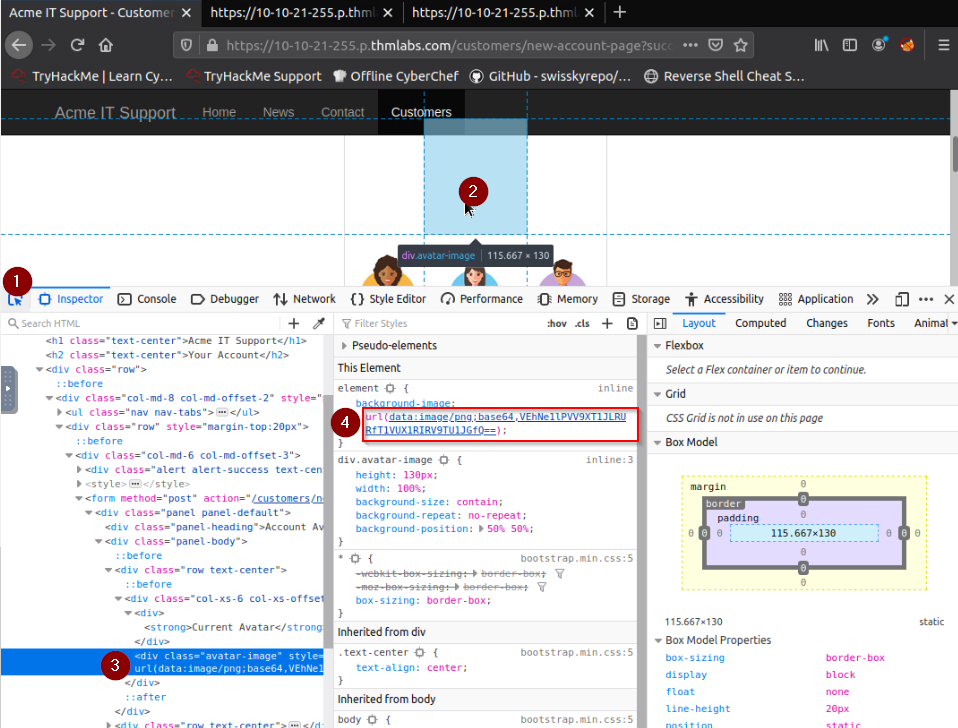 Acme IT Support - Customer
https://10-10-21-255.p.thml
https://10-10-21-255.p.thml
https://10-10-21-255.p.thmlabs.com/customers/new-account-page?succ
TryHackMe | Learn Cy…
TryHackMe Support
Offline CyberChef
GitHub - swisskyrepo/…
Reverse Shell Cheat S…
Acme IT Support
Home
News
Contact
Customers
2
div.avatar-image
115.667 × 130
1
Inspector
Console
Debugger
Network
Style Editor
Performance
Memory
Storage
Accessibility
Application
Search HTML
Filter Styles
:hov
.cls
Layout
Computed
Changes
Fonts
Animat
<h1 class="text-center">Acme IT Support</h1>
<h2 class="text-center">Your Account</h2>
<div class="row">
::before
<div class="col-md-8 col-md-offset-2" style="
<ul class="nav nav-tabs"></ul>
<div class="row" style="margin-top:20px">
::before
<div class="col-md-6 col-md-offset-3">
<div class="alert alert-success text-cen
<style></style>
<form method="post" action="/customers/n
<div class="panel panel-default">
<div class="panel-heading">Account Av
<div class="panel-body">
::before
<div class="row text-center">
::before
<div class="col-xs-6 col-xs-offset
<div>
<strong>Current Avatar</strong>
</div>
3
<div class="avatar-image" style=
url(data:image/png;base64,VEhNe1
</div>
::after
</div>
<div class="row text-center"></di
Pseudo-elements
This Element
element {
inline
background-image:
4
url(data:image/png;base64,VEhNe1lPVV9XT1JLRU
RfT1VUX1RIRV9TU1JGfQ==);
}
div.avatar-image {
inline:3
height: 130px;
width: 100%;
background-size: contain;
background-repeat: no-repeat;
background-position: 50% 50%;
}
* {
bootstrap.min.css:5
-webkit-box-sizing: border-box;
-moz-box-sizing: border-box;
box-sizing: border-box;
}
Inherited from div
.text-center {
bootstrap.min.css:5
text-align: center;
}
Inherited from body
body {
bootstrap.min.css:5
Flexbox
Select a Flex container or item to continue.
Grid
CSS Grid is not in use on this page
Box Model
margin
0
border
0
padding
0
0
0
0
115.667×130
0
0
0
0
0
0
115.667×130
static
Box Model Properties
box-sizing
border-box
display
block
float
none
line-height
20px
position
static